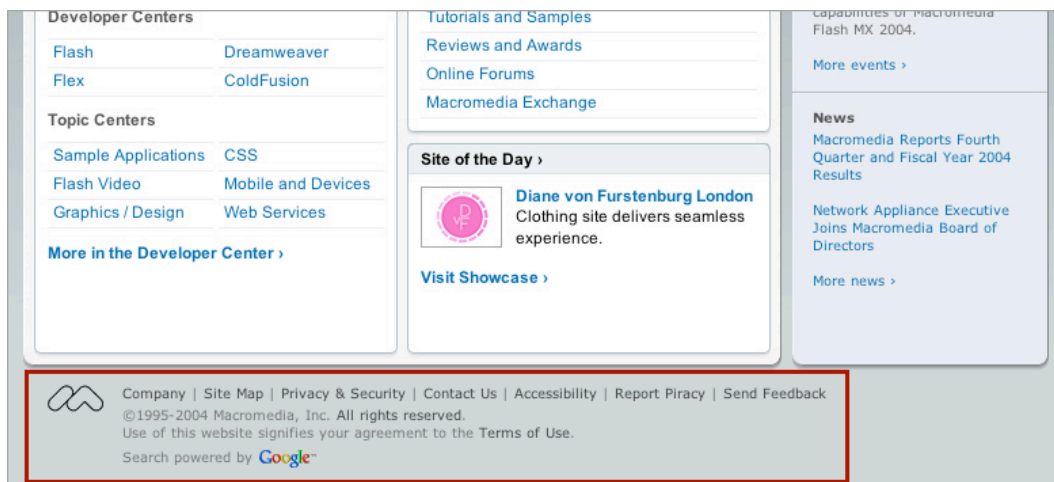 Developer Centers
Flash
Dreamweaver
Flex
ColdFusion
Topic Centers
Sample Applications
CSS
Flash Video
Mobile and Devices
Graphics / Design
Web Services
More in the Developer Center ›
Tutorials and Samples
Reviews and Awards
Online Forums
Macromedia Exchange
Site of the Day ›
Diane von Furstenburg London
Clothing site delivers seamless
experience.
Visit Showcase ›
capabilities of Macromedia
Flash MX 2004.
More events ›
News
Macromedia Reports Fourth
Quarter and Fiscal Year 2004
Results
Network Appliance Executive
Joins Macromedia Board of
Directors
More news ›
Company | Site Map | Privacy & Security | Contact Us | Accessibility | Report Piracy | Send Feedback
©1995-2004 Macromedia, Inc. All rights reserved.
Use of this website signifies your agreement to the Terms of Use.
Search powered by Google™